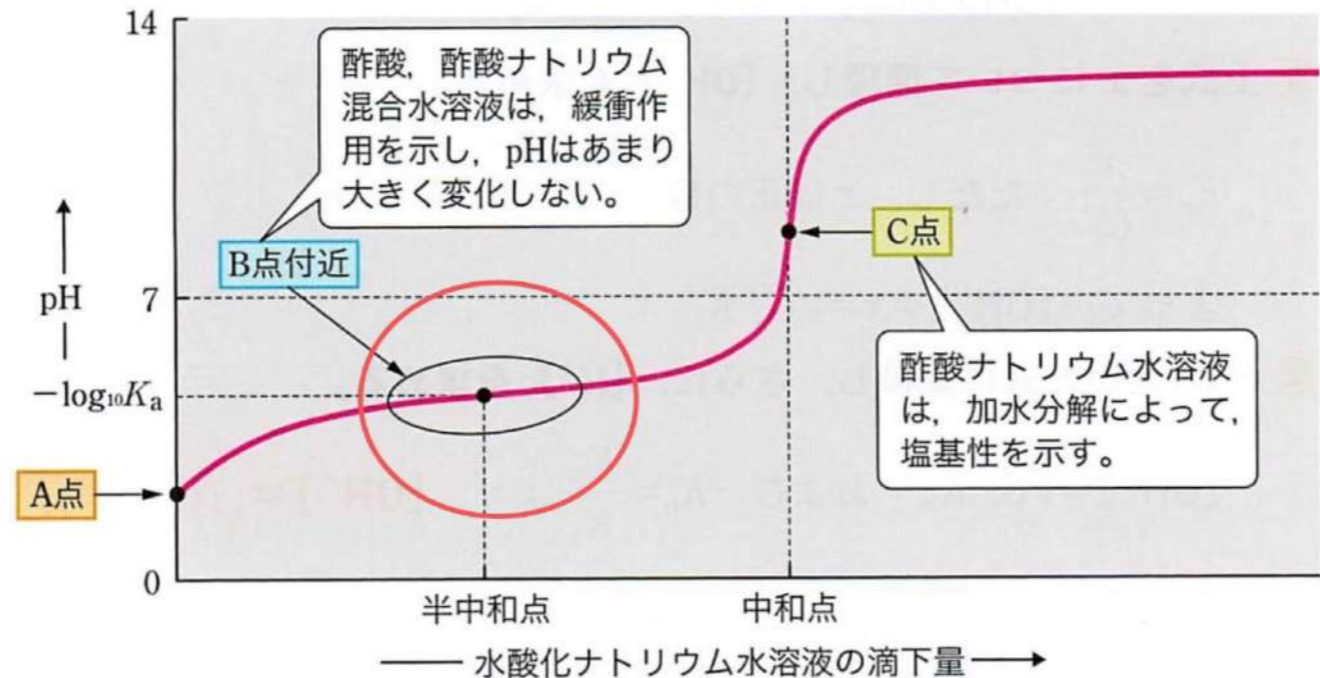 14
酢酸，酢酸ナトリウム
混合水溶液は，緩衝作
用を示し，pHはあまり
大きく変化しない。
B点付近
C点
pH
7
酢酸ナトリウム水溶液
は，加水分解によって，
塩基性を示す。
−log₁₀Kₐ
A点
0
半中和点
中和点
水酸化ナトリウム水溶液の滴下量